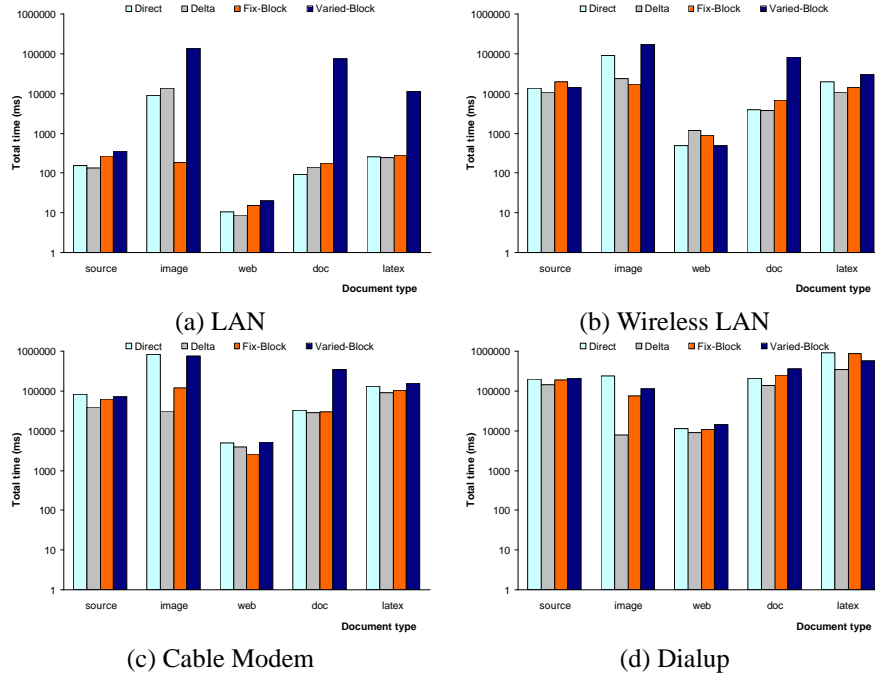 Direct Delta Fix-Block Varied-Block
1000000
100000
10000
1000
100
10
1
Total time (ms)
source image web doc latex
Document type
(a) LAN
Direct Delta Fix-Block Varied-Block
1000000
100000
10000
1000
100
10
1
Total time (ms)
source image web doc latex
Document type
(b) Wireless LAN
Direct Delta Fix-Block Varied-Block
1000000
100000
10000
1000
100
10
1
Total time (ms)
source image web doc latex
Document type
(c) Cable Modem
Direct Delta Fix-Block Varied-Block
1000000
100000
10000
1000
100
10
1
Total time (ms)
source image web doc latex
Document type
(d) Dialup